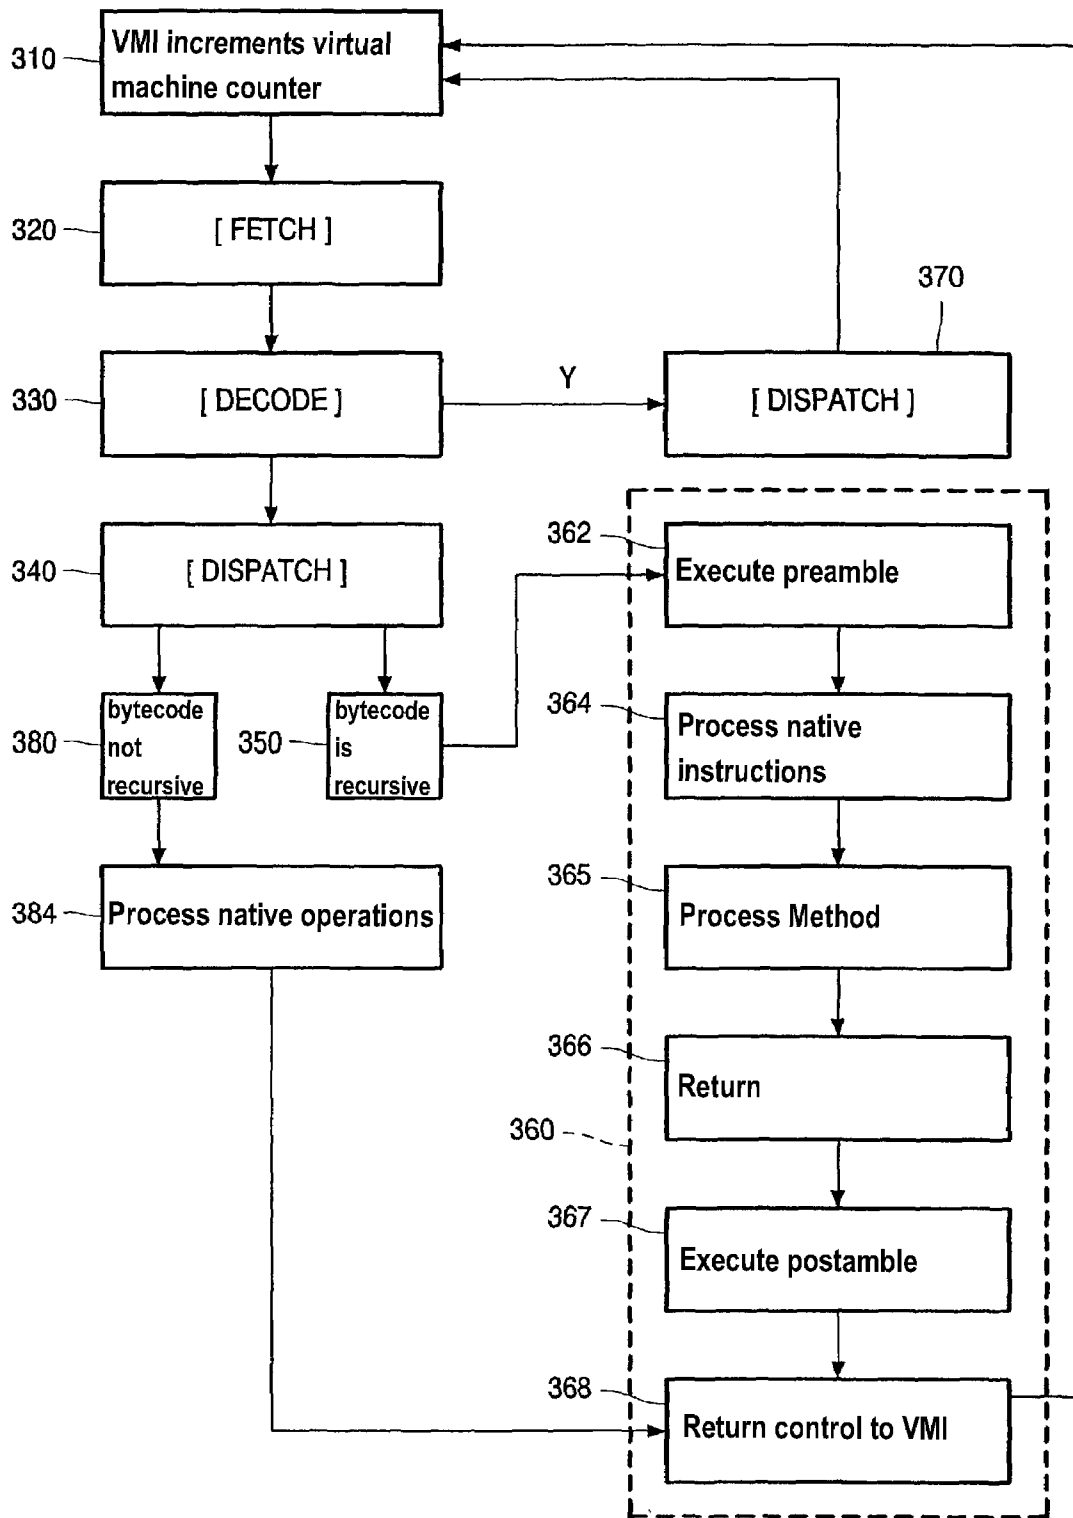 310
VMI increments virtual
machine counter
320
[ FETCH ]
370
330
[ DECODE ]
Y
[ DISPATCH ]
340
[ DISPATCH ]
362
Execute preamble
380
bytecode
not
recursive
350
bytecode
is
recursive
364
Process native
instructions
384
Process native operations
365
Process Method
366
Return
360
367
Execute postamble
368
Return control to VMI